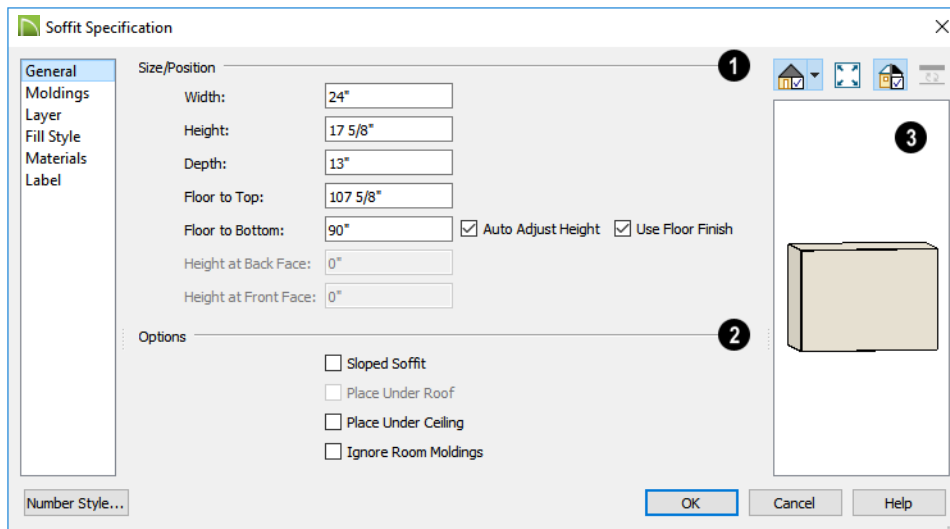 Soffit Specification
General
Moldings
Layer
Fill Style
Materials
Label
Size/Position
1
Width: 24"
Height: 17 5/8"
Depth: 13"
Floor to Top: 107 5/8"
Floor to Bottom: 90" Auto Adjust Height Use Floor Finish
Height at Back Face: 0"
Height at Front Face: 0"
Options
2
Sloped Soffit
Place Under Roof
Place Under Ceiling
Ignore Room Moldings
3
Number Style... OK Cancel Help